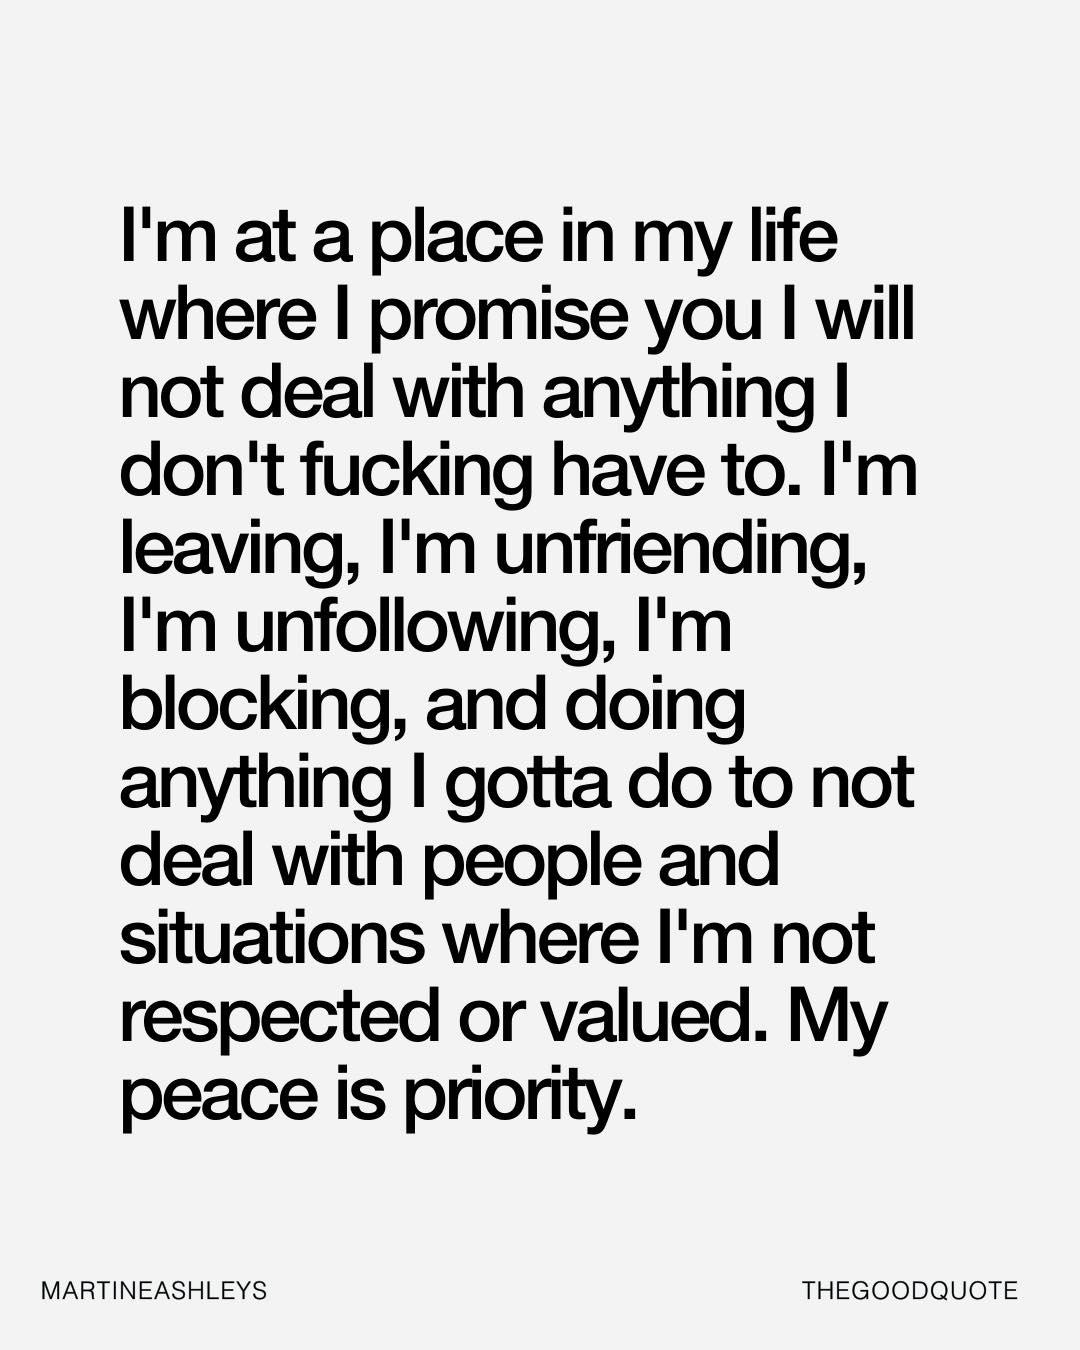 I'm at a place in my life
where I promise you I will
not deal with anything I
don't fucking have to. I'm
leaving, I'm unfriending,
I'm unfollowing, I'm
blocking, and doing
anything I gotta do to not
deal with people and
situations where I'm not
respected or valued. My
peace is priority.
MARTINEASHLEYS
THEGOODQUOTE